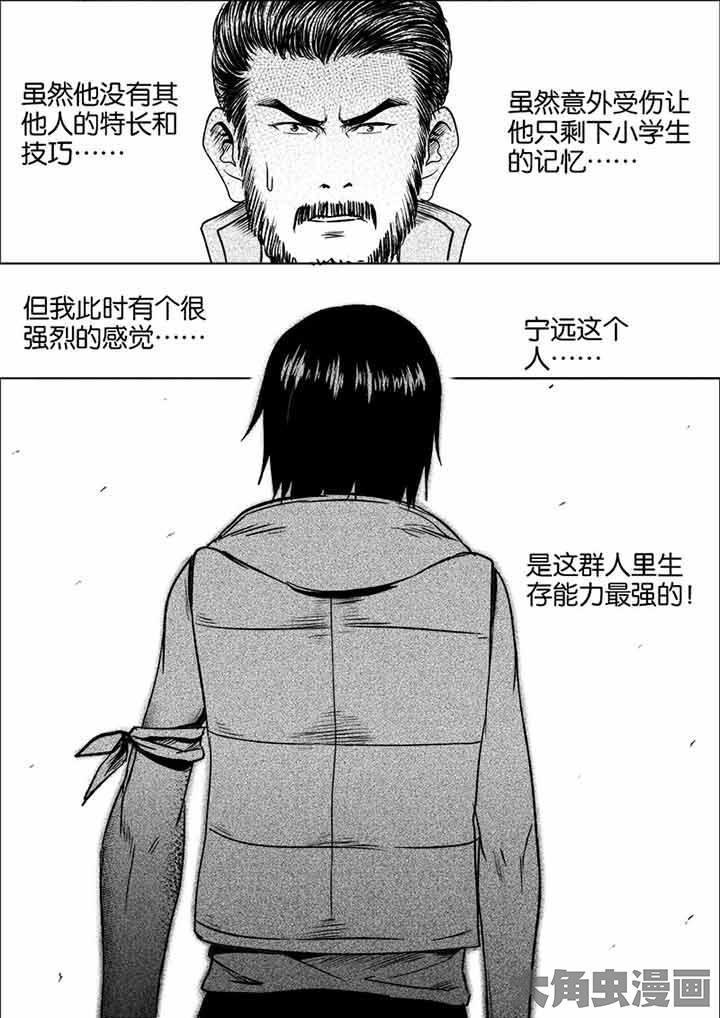 虽然他没有其
他人的特长和
技巧……
虽然意外受伤让
他只剩下小学生
的记忆……
但我此时有个很
强烈的感觉……
宁远这个
人……
是这群人里生
存能力最强的!
大角虫漫画